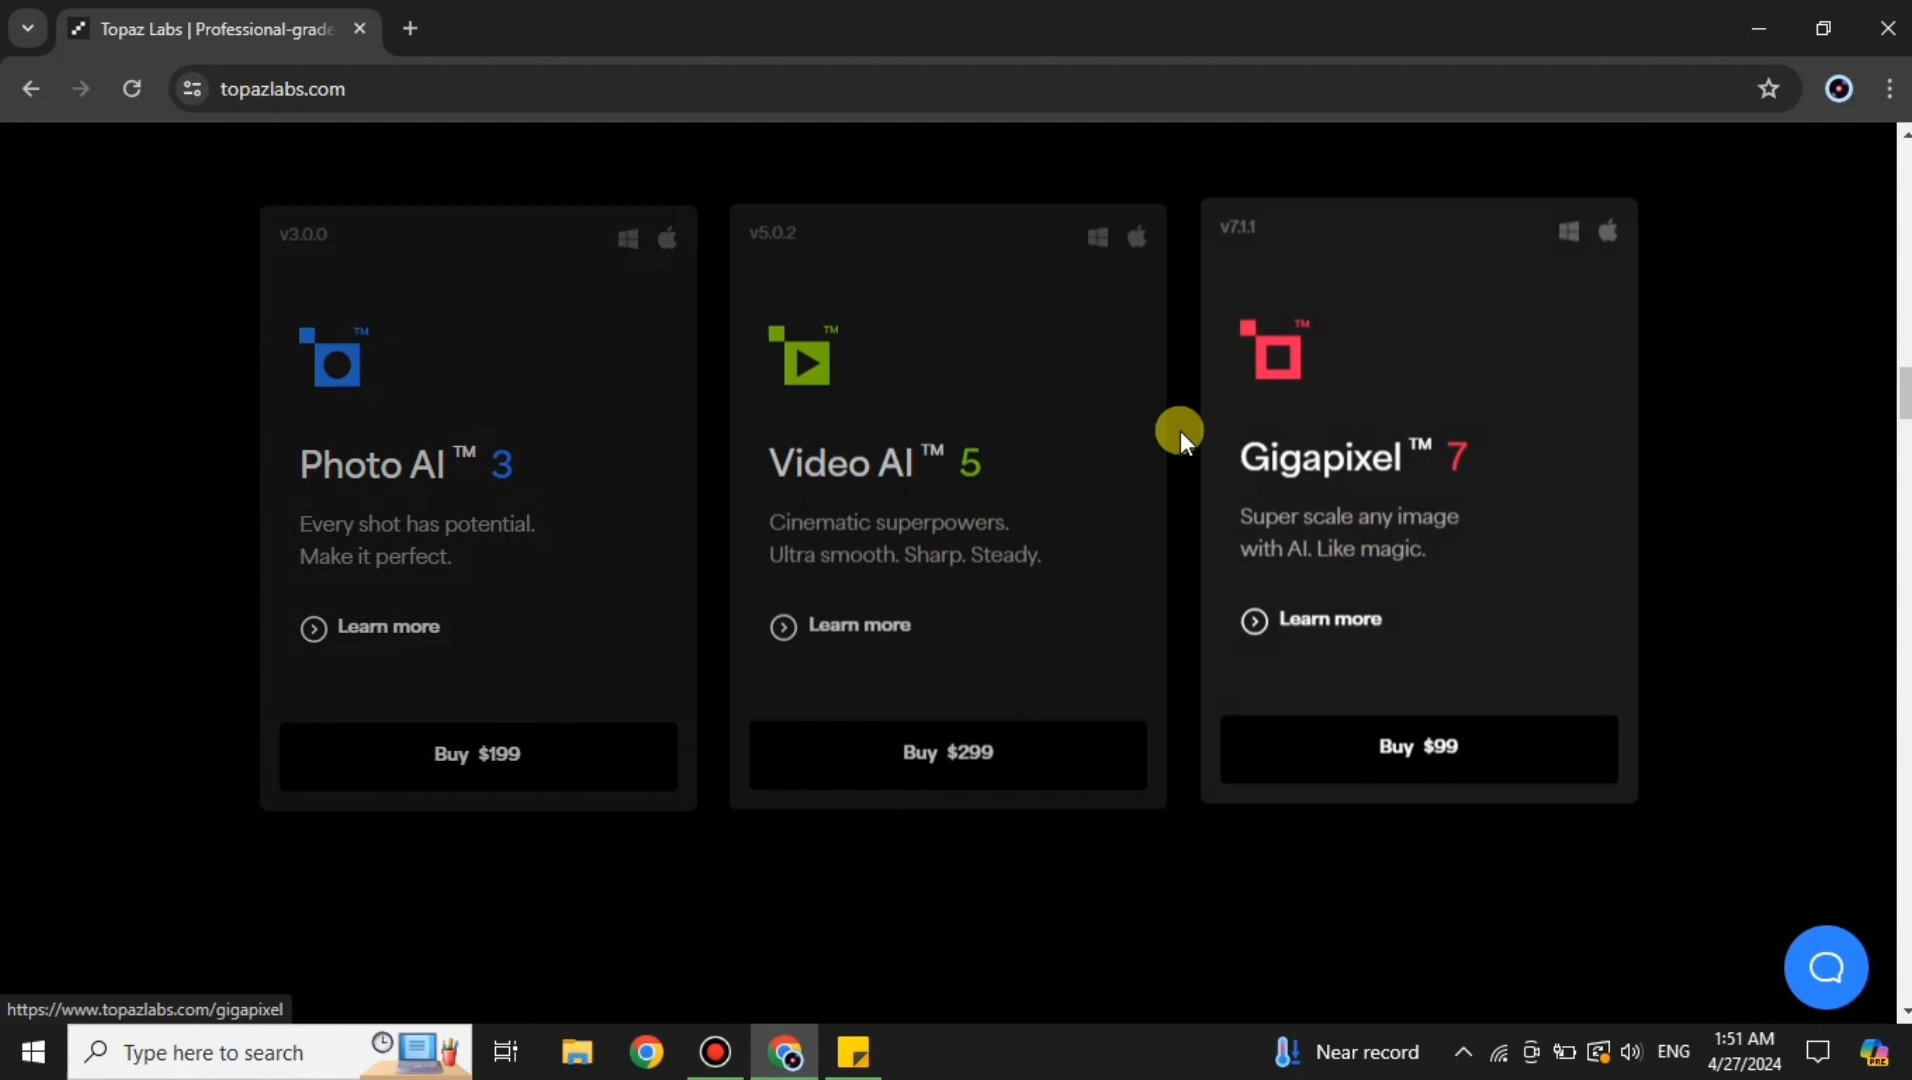 Topaz Labs | Professional-grade
topazlabs.com
v3.0.0
TM
Photo AI™ 3
Every shot has potential.
Make it perfect.
Learn more
Buy $199
v5.0.2
TM
Video AI™ 5
Cinematic superpowers.
Ultra smooth. Sharp. Steady.
Learn more
Buy $299
v7.1.1
TM
Gigapixel™ 7
Super scale any image
with AI. Like magic.
Learn more
Buy $99
https://www.topazlabs.com/gigapixel
Type here to search
Near record
ENG
1:51 AM
4/27/2024
PRE